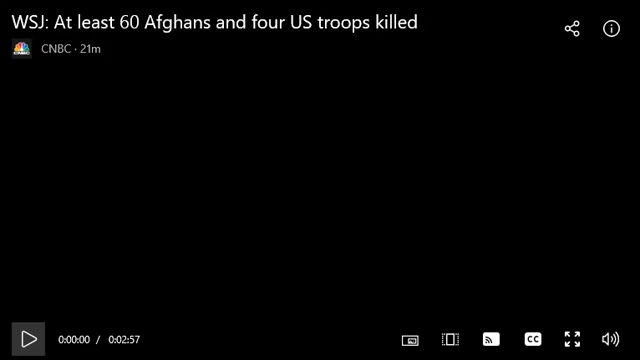 WSJ: At least 60 Afghans and four US troops killed
CNBC
CNBC · 21m
0:00:00 / 0:02:57
CC